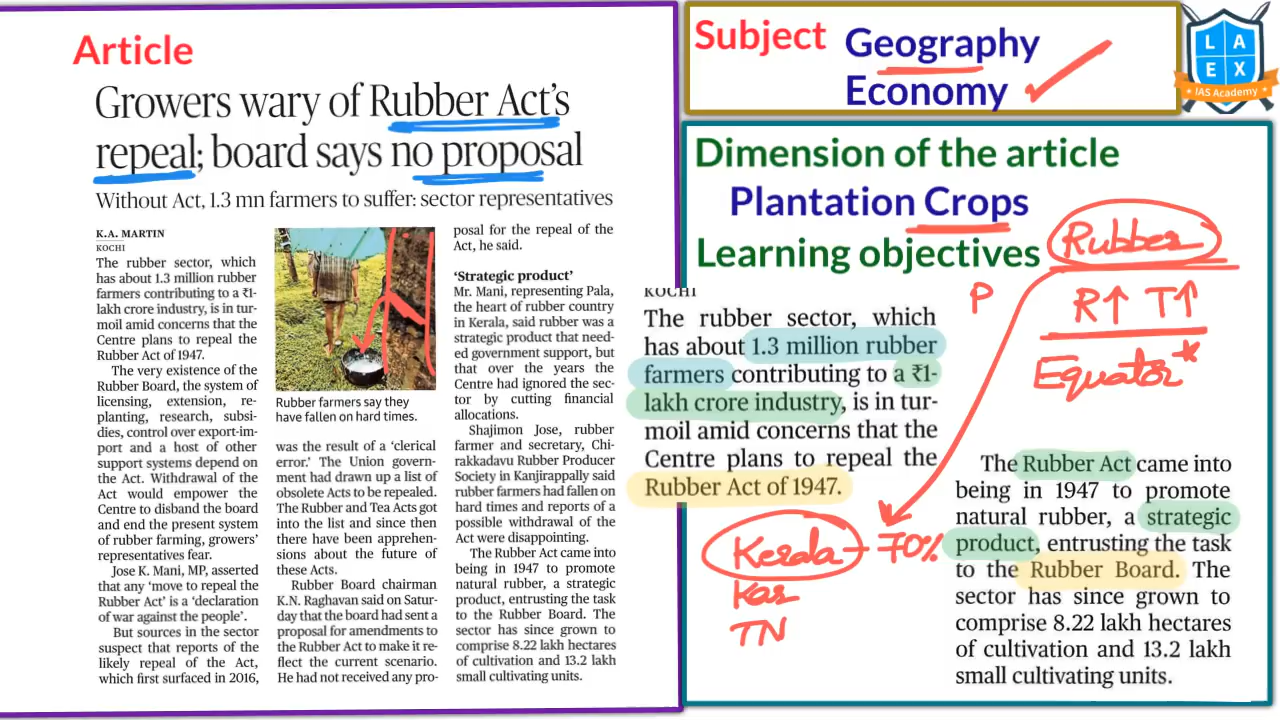 Article
Growers wary of Rubber Act's
repeal; board says no proposal
Without Act, 1.3 mn farmers to suffer: sector representatives
K.A. MARTIN
KOCHI
The rubber sector, which
has about 1.3 million rubber
farmers contributing to a ₹1-
lakh crore industry, is in tur-
moil amid concerns that the
Centre plans to repeal the
Rubber Act of 1947.
The very existence of the
Rubber Board, the system of
licensing, extension, re-
planting, research, subsi-
dies, control over export-im-
port and a host of other
support systems depend on
the Act. Withdrawal of the
Act would empower the
Centre to disband the board
and end the present system
of rubber farming, growers'
representatives fear.
Jose K. Mani, MP, asserted
that any 'move to repeal the
Rubber Act' is a 'declaration
of war against the people'.
But sources in the sector
suspect that reports of the
likely repeal of the Act,
which first surfaced in 2016,
Rubber farmers say they
have fallen on hard times.
was the result of a 'clerical
error.' The Union govern-
ment had drawn up a list of
obsolete Acts to be repealed.
The Rubber and Tea Acts got
into the list and since then
there have been apprehen-
sions about the future of
these Acts.
Rubber Board chairman
K.N. Raghavan said on Satur-
day that the board had sent a
proposal for amendments to
the Rubber Act to make it re-
flect the current scenario.
He had not received any pro-
posal for the repeal of the
Act, he said.
'Strategic product'
Mr. Mani, representing Pala,
the heart of rubber country
in Kerala, said rubber was a
strategic product that need-
ed government support, but
that over the years the
Centre had ignored the sec-
tor by cutting financial
allocations.
Shajimon Jose, rubber
farmer and secretary, Chi-
rakkadavu Rubber Producer
Society in Kanjirappally said
rubber farmers had fallen on
hard times and reports of a
possible withdrawal of the
Act were disappointing.
The Rubber Act came into
being in 1947 to promote
natural rubber, a strategic
product, entrusting the task
to the Rubber Board. The
sector has since grown to
comprise 8.22 lakh hectares
of cultivation and 13.2 lakh
small cultivating units.
Subject
Geography
Economy
L A
E X
IAS Academy
Dimension of the article
Plantation Crops
Learning objectives
Rubber
P
R↑ T↑
Equator*
KOCHI
The rubber sector, which
has about 1.3 million rubber
farmers contributing to a ₹1-
lakh crore industry, is in tur-
moil amid concerns that the
Centre plans to repeal the
Rubber Act of 1947.
Kerala - 70%
Kar
TN
The Rubber Act came into
being in 1947 to promote
natural rubber, a strategic
product, entrusting the task
to the Rubber Board. The
sector has since grown to
comprise 8.22 lakh hectares
of cultivation and 13.2 lakh
small cultivating units.